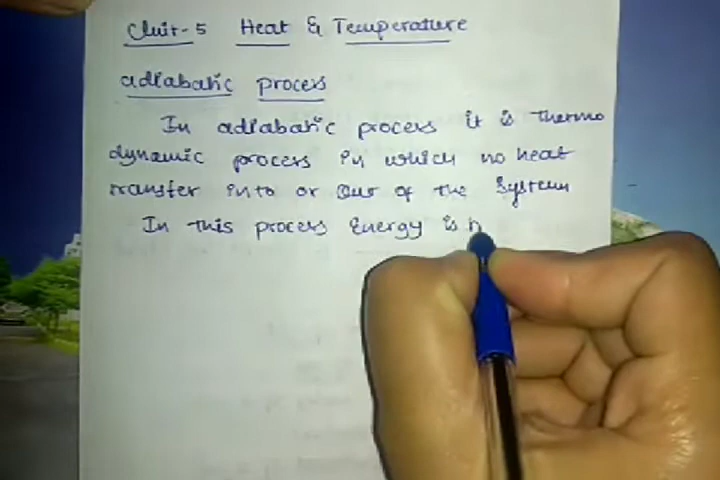 Unit-5 Heat & Temperature
adiabatic process
In adiabatic process it is Thermo
dynamic process in which no heat
transfer into or out of the System
In this process Energy is n